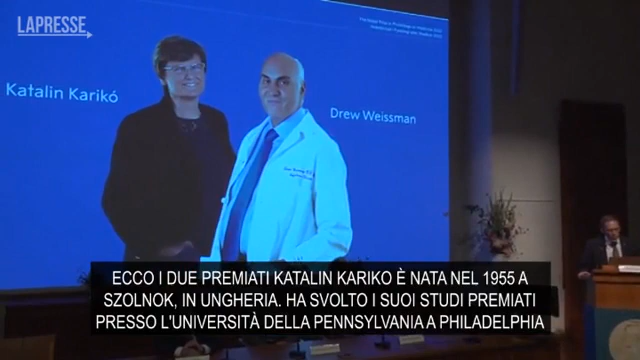 LAPRESSE
Katalin Karikó
Drew Weissman
ECCO I DUE PREMIATI KATALIN KARIKO È NATA NEL 1955 A
SZOLNOK, IN UNGHERIA. HA SVOLTO I SUOI STUDI PREMIATI
PRESSO L'UNIVERSITÀ DELLA PENNSYLVANIA A PHILADELPHIA